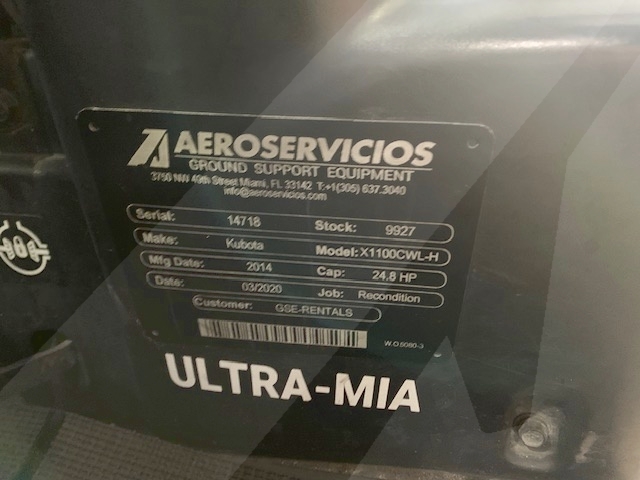 AEROSERVICIOS
GROUND SUPPORT EQUIPMENT
3750 NW 49th Street Miami, FL 33142 T:+1(305) 637.3040
info@aeroservicios.com
Serial: 14718 Stock: 9927
Make: Kubota Model: X1100CWL-H
Mfg Date: 2014 Cap: 24.8 HP
Date: 03/2020 Job: Recondition
Customer: GSE-RENTALS
W.O.6080-3
ULTRA-MIA